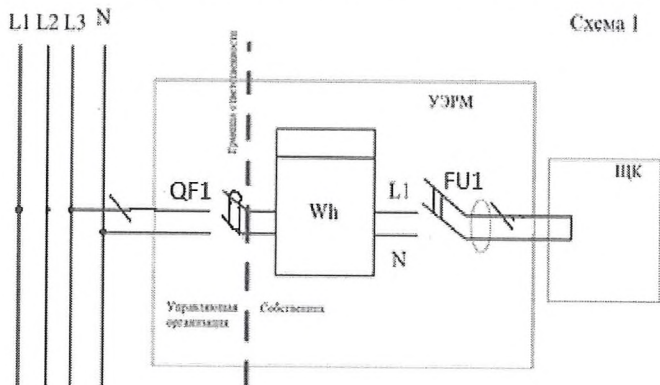 L1 L2 L3 N
Схема 1
Граница ответственности
УЭРМ
ЩК
QF1
Wh
L1
FU1
N
Управляющая
организация
Собственник